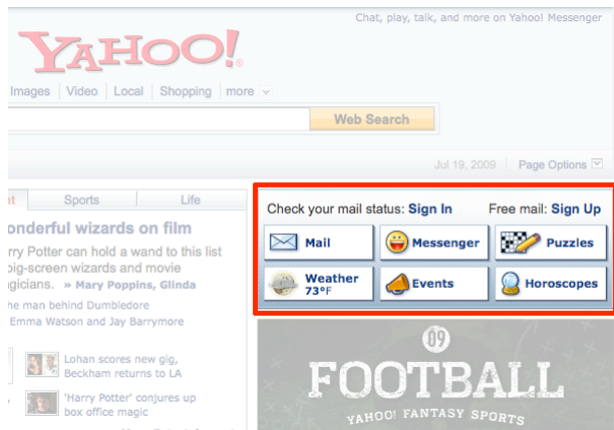 Chat, play, talk, and more on Yahoo! Messenger
YAHOO!
Images Video Local Shopping more
Web Search
Jul 19, 2009 Page Options
nt Sports Life
onderful wizards on film
rry Potter can hold a wand to this list
big-screen wizards and movie
agicians. » Mary Poppins, Glinda
he man behind Dumbledore
Emma Watson and Jay Barrymore
Lohan scores new gig,
Beckham returns to LA
'Harry Potter' conjures up
box office magic
Check your mail status: Sign In Free mail: Sign Up
Mail Messenger Puzzles
Weather
73°F
Events Horoscopes
09
FOOTBALL
YAHOO! FANTASY SPORTS